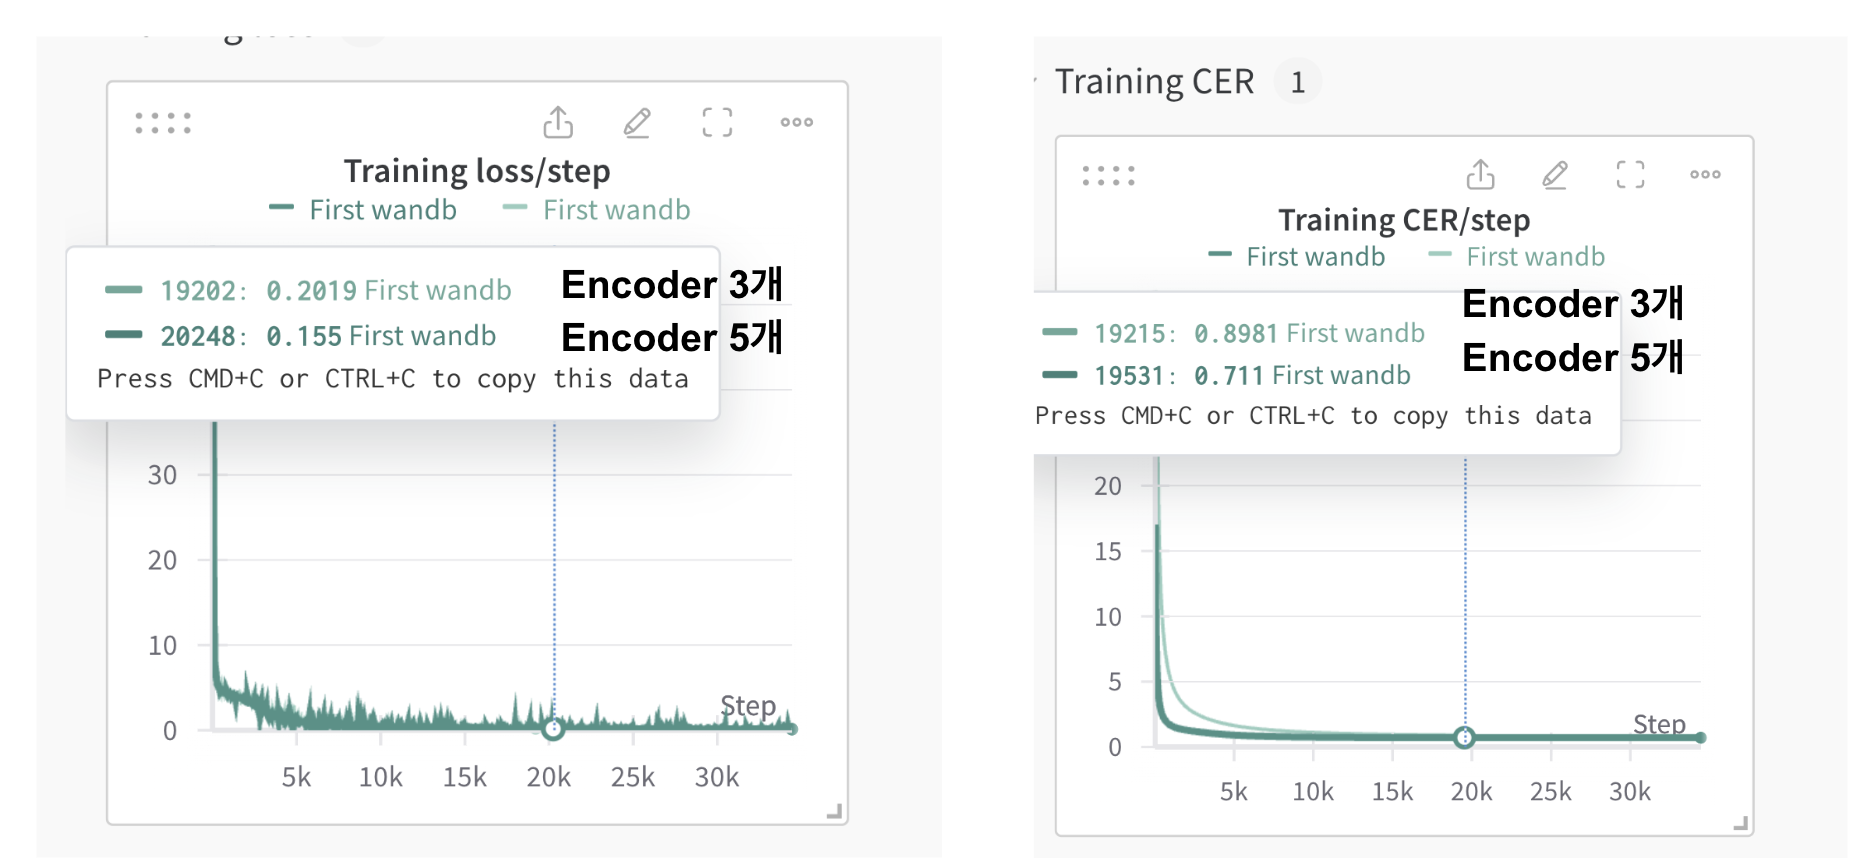 Training loss/step
First wandb First wandb
19202: 0.2019 First wandb Encoder 3개
20248: 0.155 First wandb Encoder 5개
Press CMD+C or CTRL+C to copy this data
30
20
10
0
Step
5k 10k 15k 20k 25k 30k
Training CER 1
Training CER/step
First wandb First wandb
Encoder 3개
19215: 0.8981 First wandb
Encoder 5개
19531: 0.711 First wandb
Press CMD+C or CTRL+C to copy this data
20
15
10
5
0
Step
5k 10k 15k 20k 25k 30k